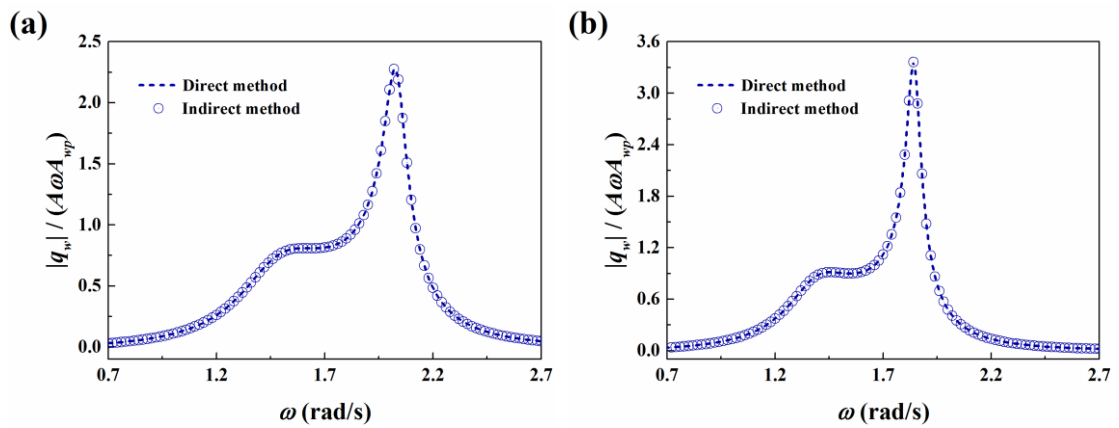 (a)
2.5
2.0
1.5
1.0
0.5
0.0
|q_w| / (AωA_wp)
Direct method
Indirect method
0.7 1.2 1.7 2.2 2.7
ω (rad/s)
(b)
3.6
3.0
2.4
1.8
1.2
0.6
0.0
|q_w| / (AωA_wp)
Direct method
Indirect method
0.7 1.2 1.7 2.2 2.7
ω (rad/s)